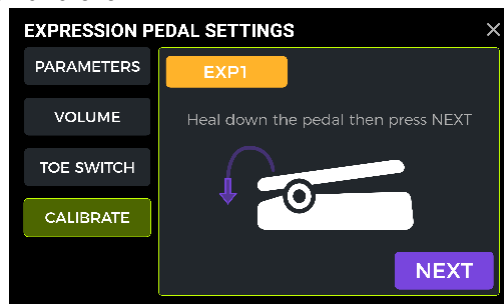 EXPRESSION PEDAL SETTINGS
PARAMETERS
VOLUME
TOE SWITCH
CALIBRATE
EXP1
Heal down the pedal then press NEXT
NEXT